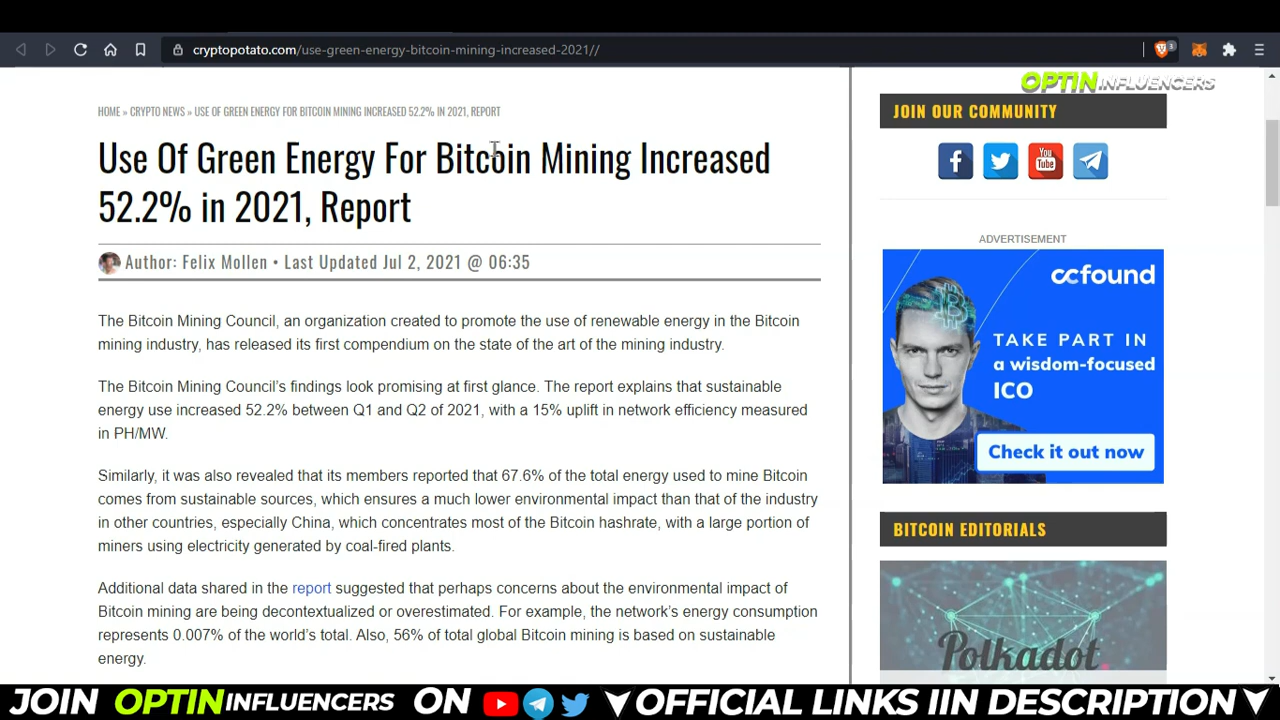 cryptopotato.com/use-green-energy-bitcoin-mining-increased-2021//
3
OPTIN INFLUENCERS
HOME » CRYPTO NEWS » USE OF GREEN ENERGY FOR BITCOIN MINING INCREASED 52.2% IN 2021, REPORT
Use Of Green Energy For Bitcoin Mining Increased
52.2% in 2021, Report
Author: Felix Mollen • Last Updated Jul 2, 2021 @ 06:35
The Bitcoin Mining Council, an organization created to promote the use of renewable energy in the Bitcoin
mining industry, has released its first compendium on the state of the art of the mining industry.
The Bitcoin Mining Council’s findings look promising at first glance. The report explains that sustainable
energy use increased 52.2% between Q1 and Q2 of 2021, with a 15% uplift in network efficiency measured
in PH/MW.
Similarly, it was also revealed that its members reported that 67.6% of the total energy used to mine Bitcoin
comes from sustainable sources, which ensures a much lower environmental impact than that of the industry
in other countries, especially China, which concentrates most of the Bitcoin hashrate, with a large portion of
miners using electricity generated by coal-fired plants.
Additional data shared in the report suggested that perhaps concerns about the environmental impact of
Bitcoin mining are being decontextualized or overestimated. For example, the network’s energy consumption
represents 0.007% of the world’s total. Also, 56% of total global Bitcoin mining is based on sustainable
energy.
JOIN OUR COMMUNITY
You
Tube
ADVERTISEMENT
ccfound
TAKE PART IN
a wisdom-focused
ICO
Check it out now
BITCOIN EDITORIALS
Polkadot
JOIN OPTIN INFLUENCERS ON OFFICIAL LINKS IIN DESCRIPTION